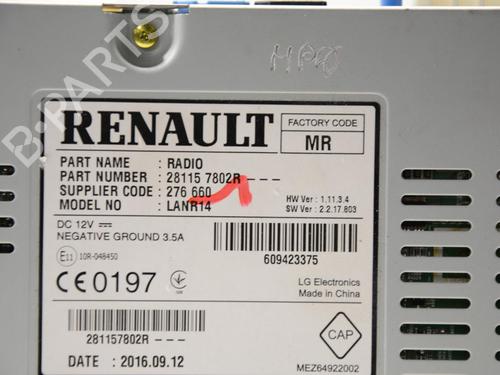 B-PARTS
RENAULT
FACTORY CODE
MR
PART NAME : RADIO
PART NUMBER : 28115 7802R - - -
SUPPLIER CODE : 276 660
MODEL NO : LANR14
HW Ver : 1.11.3.4
SW Ver : 2.2.17.803
DC 12V
NEGATIVE GROUND 3.5A
609423375
E11 10R-048450
CE0197
LG Electronics
Made in China
281157802R - - -
CAP
DATE : 2016.09.12
MEZ64922002